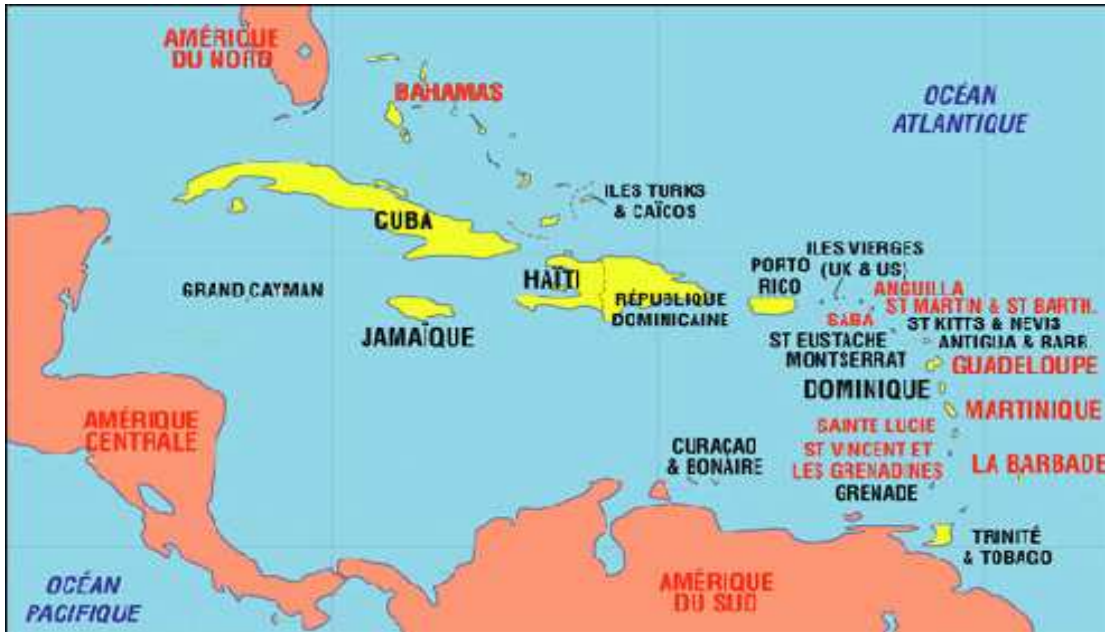 AMÉRIQUE
DU NORD
BAHAMAS
OCÉAN
ATLANTIQUE
ILES TURKS
& CAÏCOS
CUBA
ILES VIERGES
(UK & US)
PORTO
RICO
HAÏTI
RÉPUBLIQUE
DOMINICAINE
GRAND CAYMAN
JAMAÏQUE
ANGUILLA
ST MARTIN & ST BARTH.
SABA
ST KITTS & NEVIS
ST EUSTACHE
ANTIGUA & BARB.
MONTSERRAT
GUADELOUPE
DOMINIQUE
MARTINIQUE
AMÉRIQUE
CENTRALE
SAINTE LUCIE
CURAÇAO
& BONAIRE
ST VINCENT ET
LES GRENADINES
LA BARBADE
GRENADE
TRINITÉ
& TOBAGO
OCÉAN
PACIFIQUE
AMÉRIQUE
DU SUD